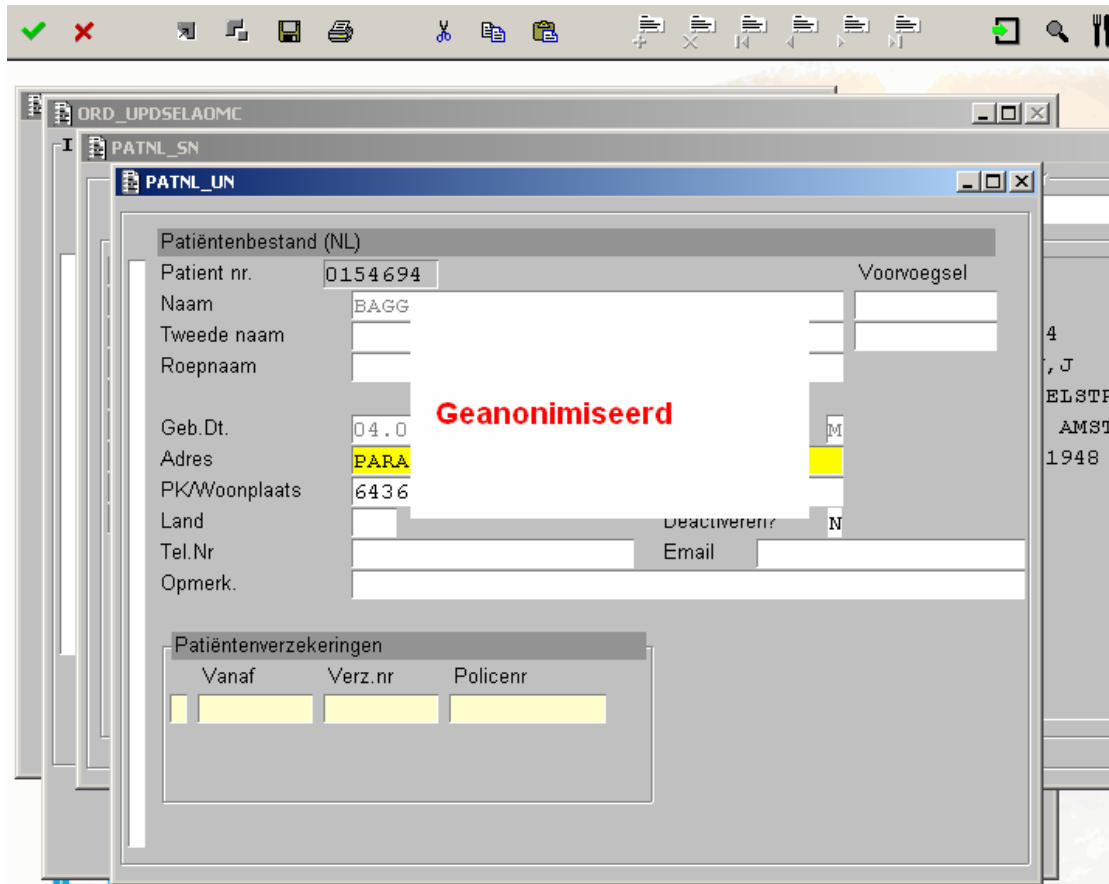 ORD_UPDSELAOMC
PATNL_SN
PATNL_UN
Patiëntenbestand (NL)
Patient nr. 0154694 Voorvoegsel
Naam BAGG
Tweede naam
Roepnaam
Geanonimiseerd
Geb.Dt. 04.0 M
Adres PARA
PK/Woonplaats 6436
Land Deactiveren? N
Tel.Nr Email
Opmerk.
Patiëntenverzekeringen
Vanaf Verz.nr Policenr
4
,J
ELSTR
AMST
1948